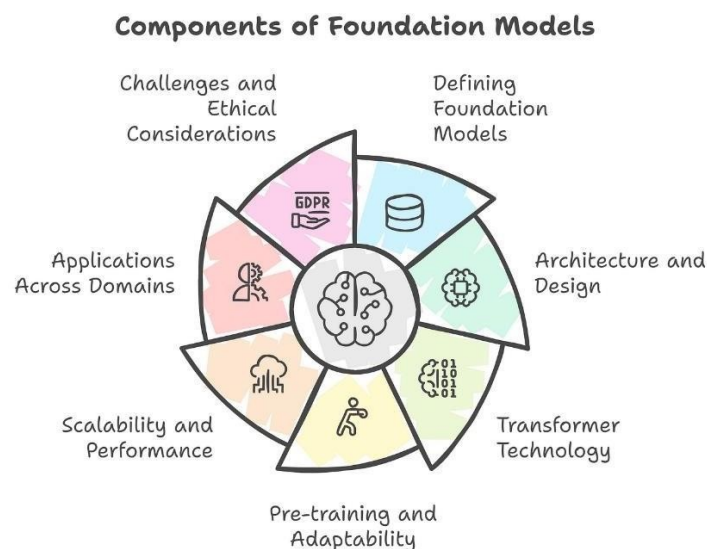 Components of Foundation Models
Challenges and
Ethical
Considerations
Defining
Foundation
Models
GDPR
Applications
Across Domains
Architecture and
Design
01
10
01
01
Scalability and
Performance
Transformer
Technology
Pre-training and
Adaptability